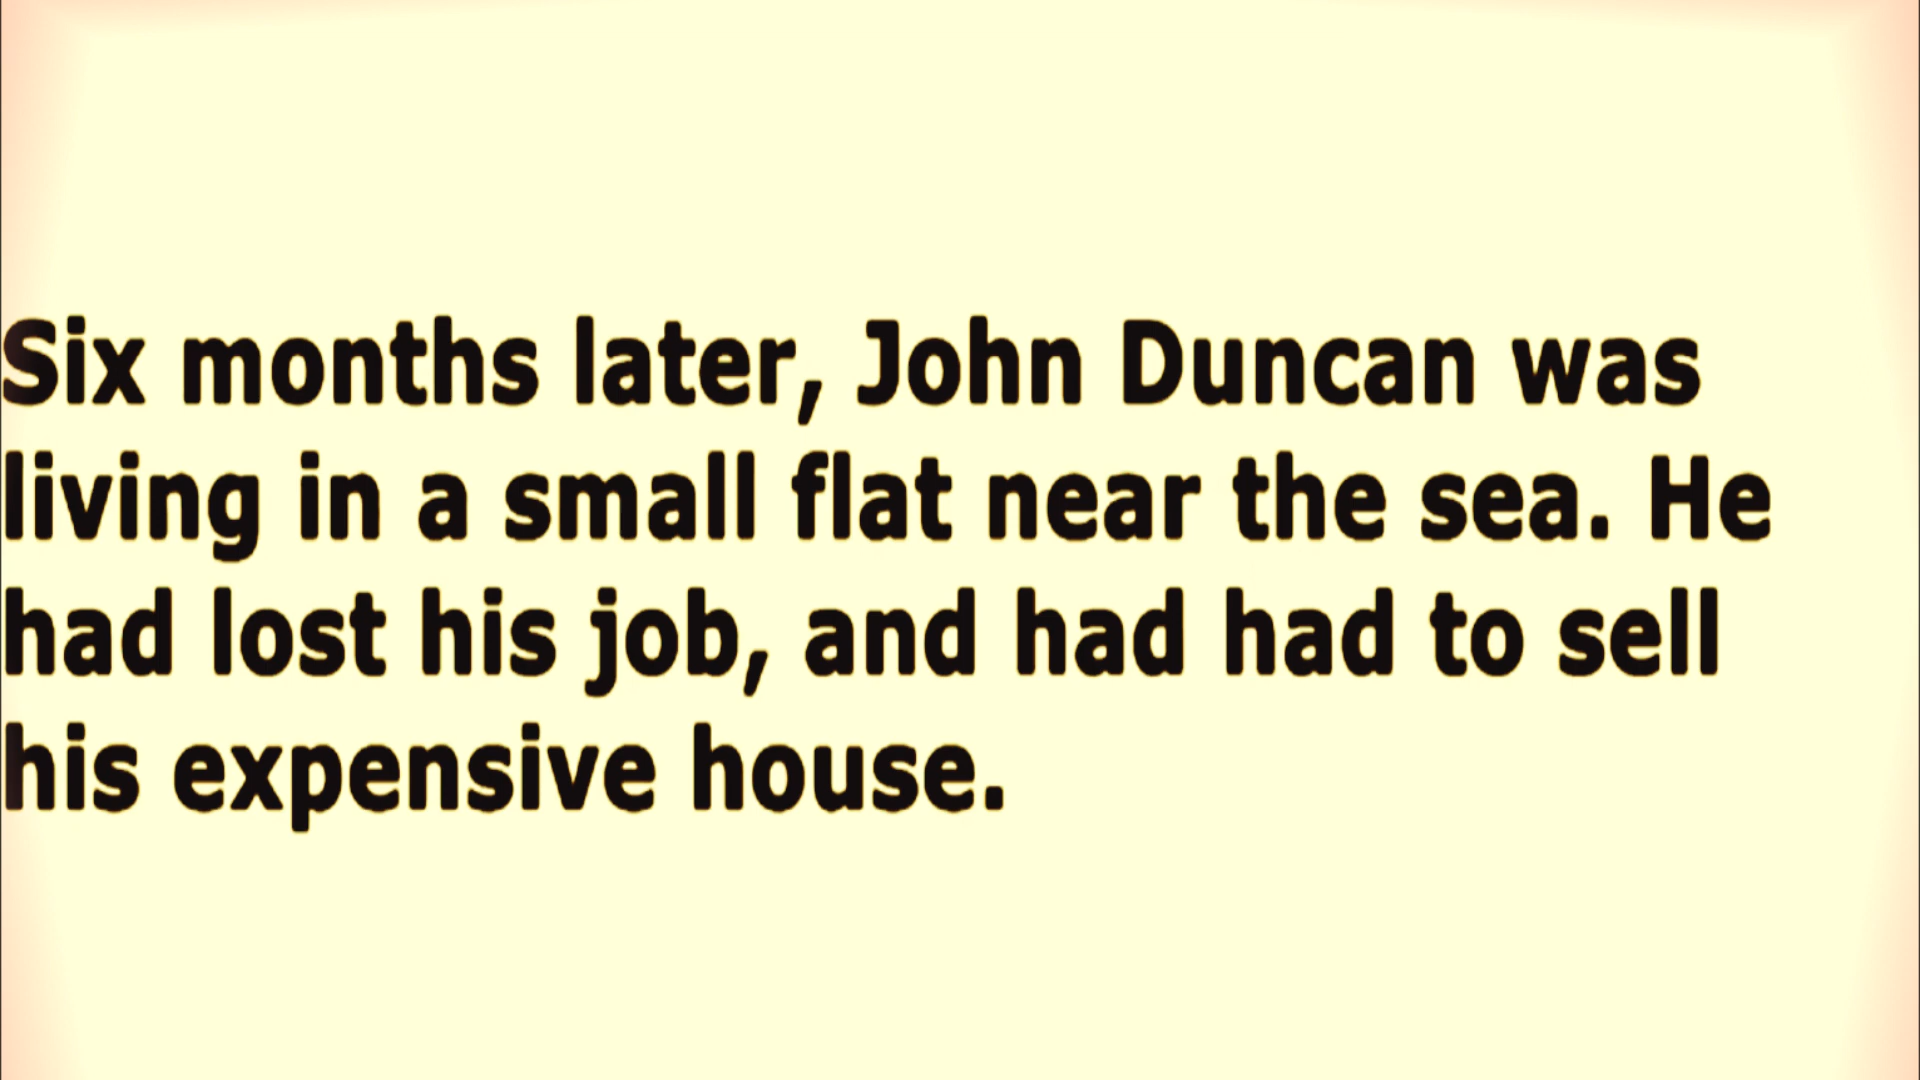 Six months later, John Duncan was
living in a small flat near the sea. He
had lost his job, and had had to sell
his expensive house.